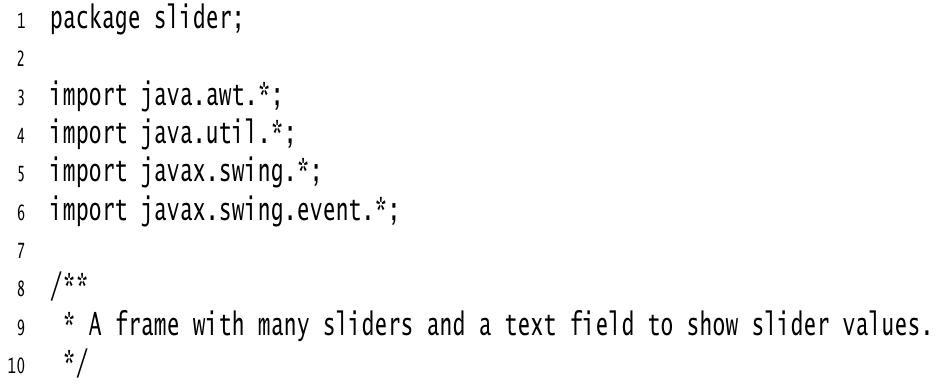 1 package slider;
2
3 import java.awt.*;
4 import java.util.*;
5 import javax.swing.*;
6 import javax.swing.event.*;
7
8 /**
9  * A frame with many sliders and a text field to show slider values.
10  */